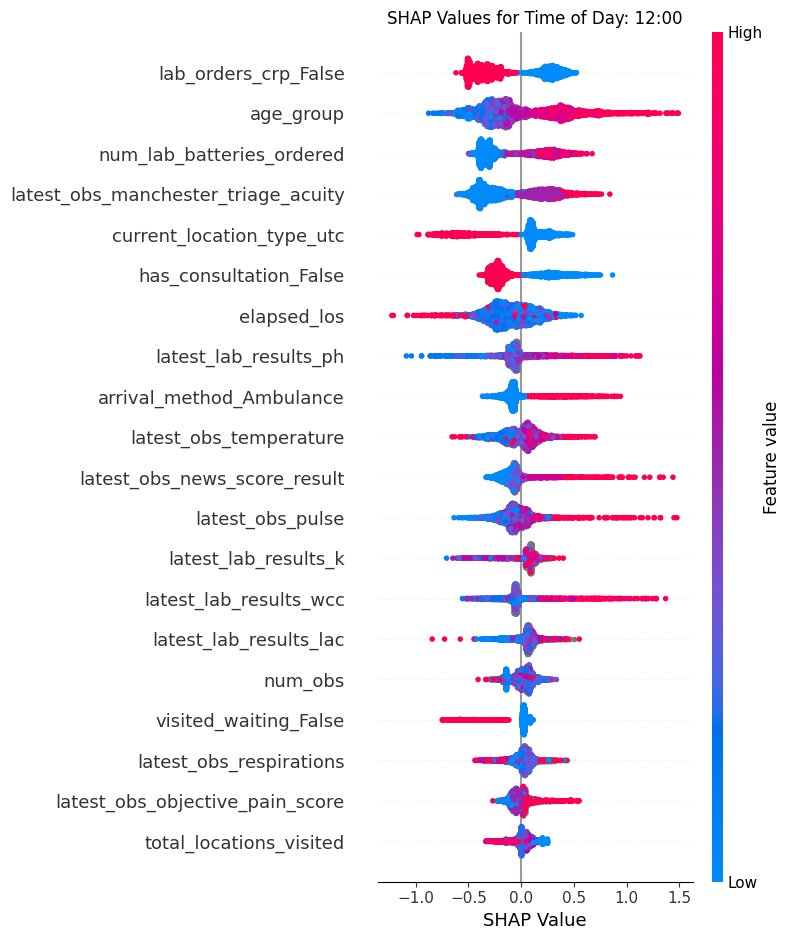 SHAP Values for Time of Day: 12:00
High
lab_orders_crp_False
age_group
num_lab_batteries_ordered
latest_obs_manchester_triage_acuity
current_location_type_utc
has_consultation_False
elapsed_los
latest_lab_results_ph
arrival_method_Ambulance
latest_obs_temperature
latest_obs_news_score_result
latest_obs_pulse
latest_lab_results_k
latest_lab_results_wcc
latest_lab_results_lac
num_obs
visited_waiting_False
latest_obs_respirations
latest_obs_objective_pain_score
total_locations_visited
Feature value
Low
−1.0 −0.5 0.0 0.5 1.0 1.5
SHAP Value